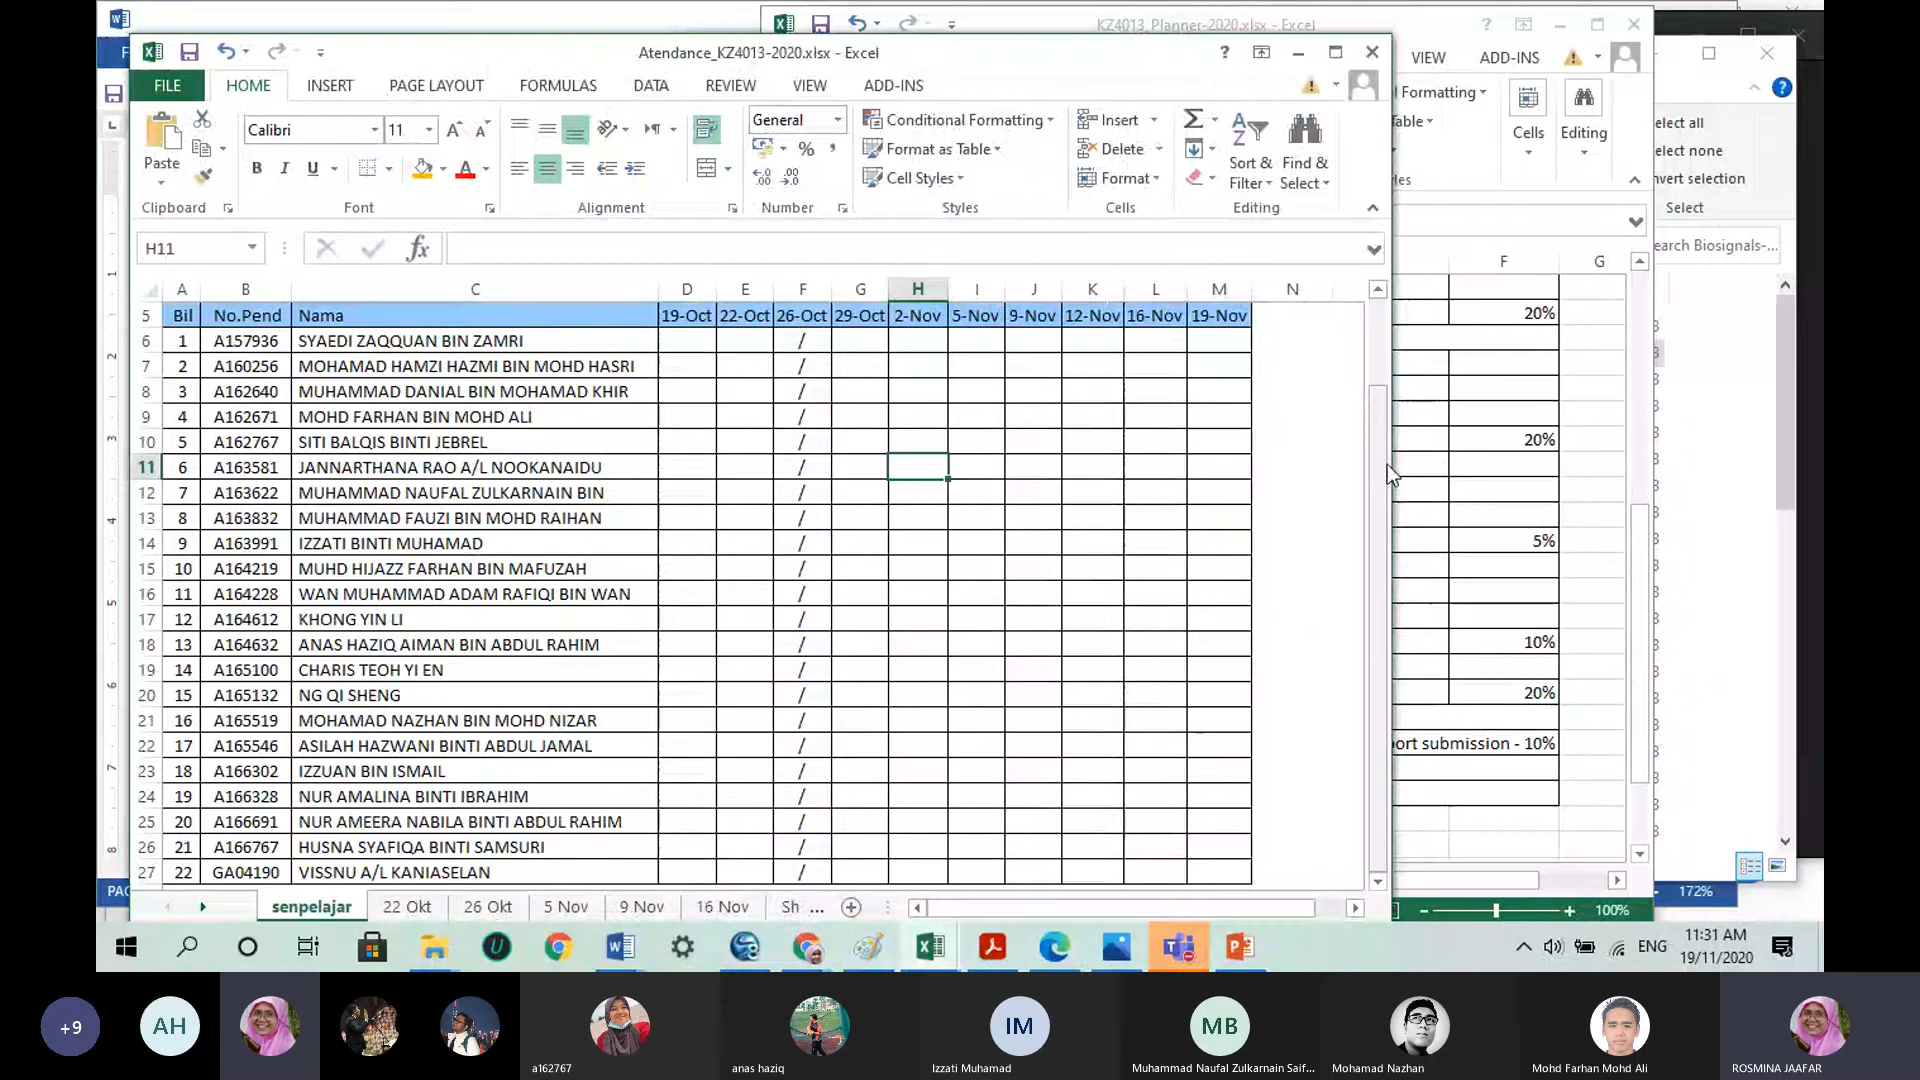 KZ4013_Planner-2020.xlsx - Excel
Atendance_KZ4013-2020.xlsx - Excel
FILE HOME INSERT PAGE LAYOUT FORMULAS DATA REVIEW VIEW ADD-INS
VIEW ADD-INS
Calibri 11
General
Conditional Formatting
Format as Table
Cell Styles
Insert
Delete
Format
Paste
Sort & Filter
Find & Select
Clipboard Font Alignment Number Styles Cells Editing
Formatting
Cells
Editing
elect all
elect none
nvert selection
Select
H11
earch Biosignals-...
A B C D E F G H I J K L M N
F G
5 Bil No.Pend Nama 19-Oct 22-Oct 26-Oct 29-Oct 2-Nov 5-Nov 9-Nov 12-Nov 16-Nov 19-Nov
6 1 A157936 SYAEDI ZAQQUAN BIN ZAMRI /
7 2 A160256 MOHAMAD HAMZI HAZMI BIN MOHD HASRI /
8 3 A162640 MUHAMMAD DANIAL BIN MOHAMAD KHIR /
9 4 A162671 MOHD FARHAN BIN MOHD ALI /
10 5 A162767 SITI BALQIS BINTI JEBREL /
11 6 A163581 JANNARTHANA RAO A/L NOOKANAIDU /
12 7 A163622 MUHAMMAD NAUFAL ZULKARNAIN BIN /
13 8 A163832 MUHAMMAD FAUZI BIN MOHD RAIHAN /
14 9 A163991 IZZATI BINTI MUHAMAD /
15 10 A164219 MUHD HIJAZZ FARHAN BIN MAFUZAH /
16 11 A164228 WAN MUHAMMAD ADAM RAFIQI BIN WAN /
17 12 A164612 KHONG YIN LI /
18 13 A164632 ANAS HAZIQ AIMAN BIN ABDUL RAHIM /
19 14 A165100 CHARIS TEOH YI EN /
20 15 A165132 NG QI SHENG /
21 16 A165519 MOHAMAD NAZHAN BIN MOHD NIZAR /
22 17 A165546 ASILAH HAZWANI BINTI ABDUL JAMAL /
23 18 A166302 IZZUAN BIN ISMAIL /
24 19 A166328 NUR AMALINA BINTI IBRAHIM /
25 20 A166691 NUR AMEERA NABILA BINTI ABDUL RAHIM /
26 21 A166767 HUSNA SYAFIQA BINTI SAMSURI /
27 22 GA04190 VISSNU A/L KANIASELAN /
20%
20%
5%
10%
20%
ort submission - 10%
senpelajar 22 Okt 26 Okt 5 Nov 9 Nov 16 Nov Sh ...
172%
100%
ENG
11:31 AM
19/11/2020
+9
AH
IM
MB
a162767
anas haziq
Izzati Muhamad
Muhammad Naufal Zulkarnain Saif...
Mohamad Nazhan
Mohd Farhan Mohd Ali
ROSMINA JAAFAR